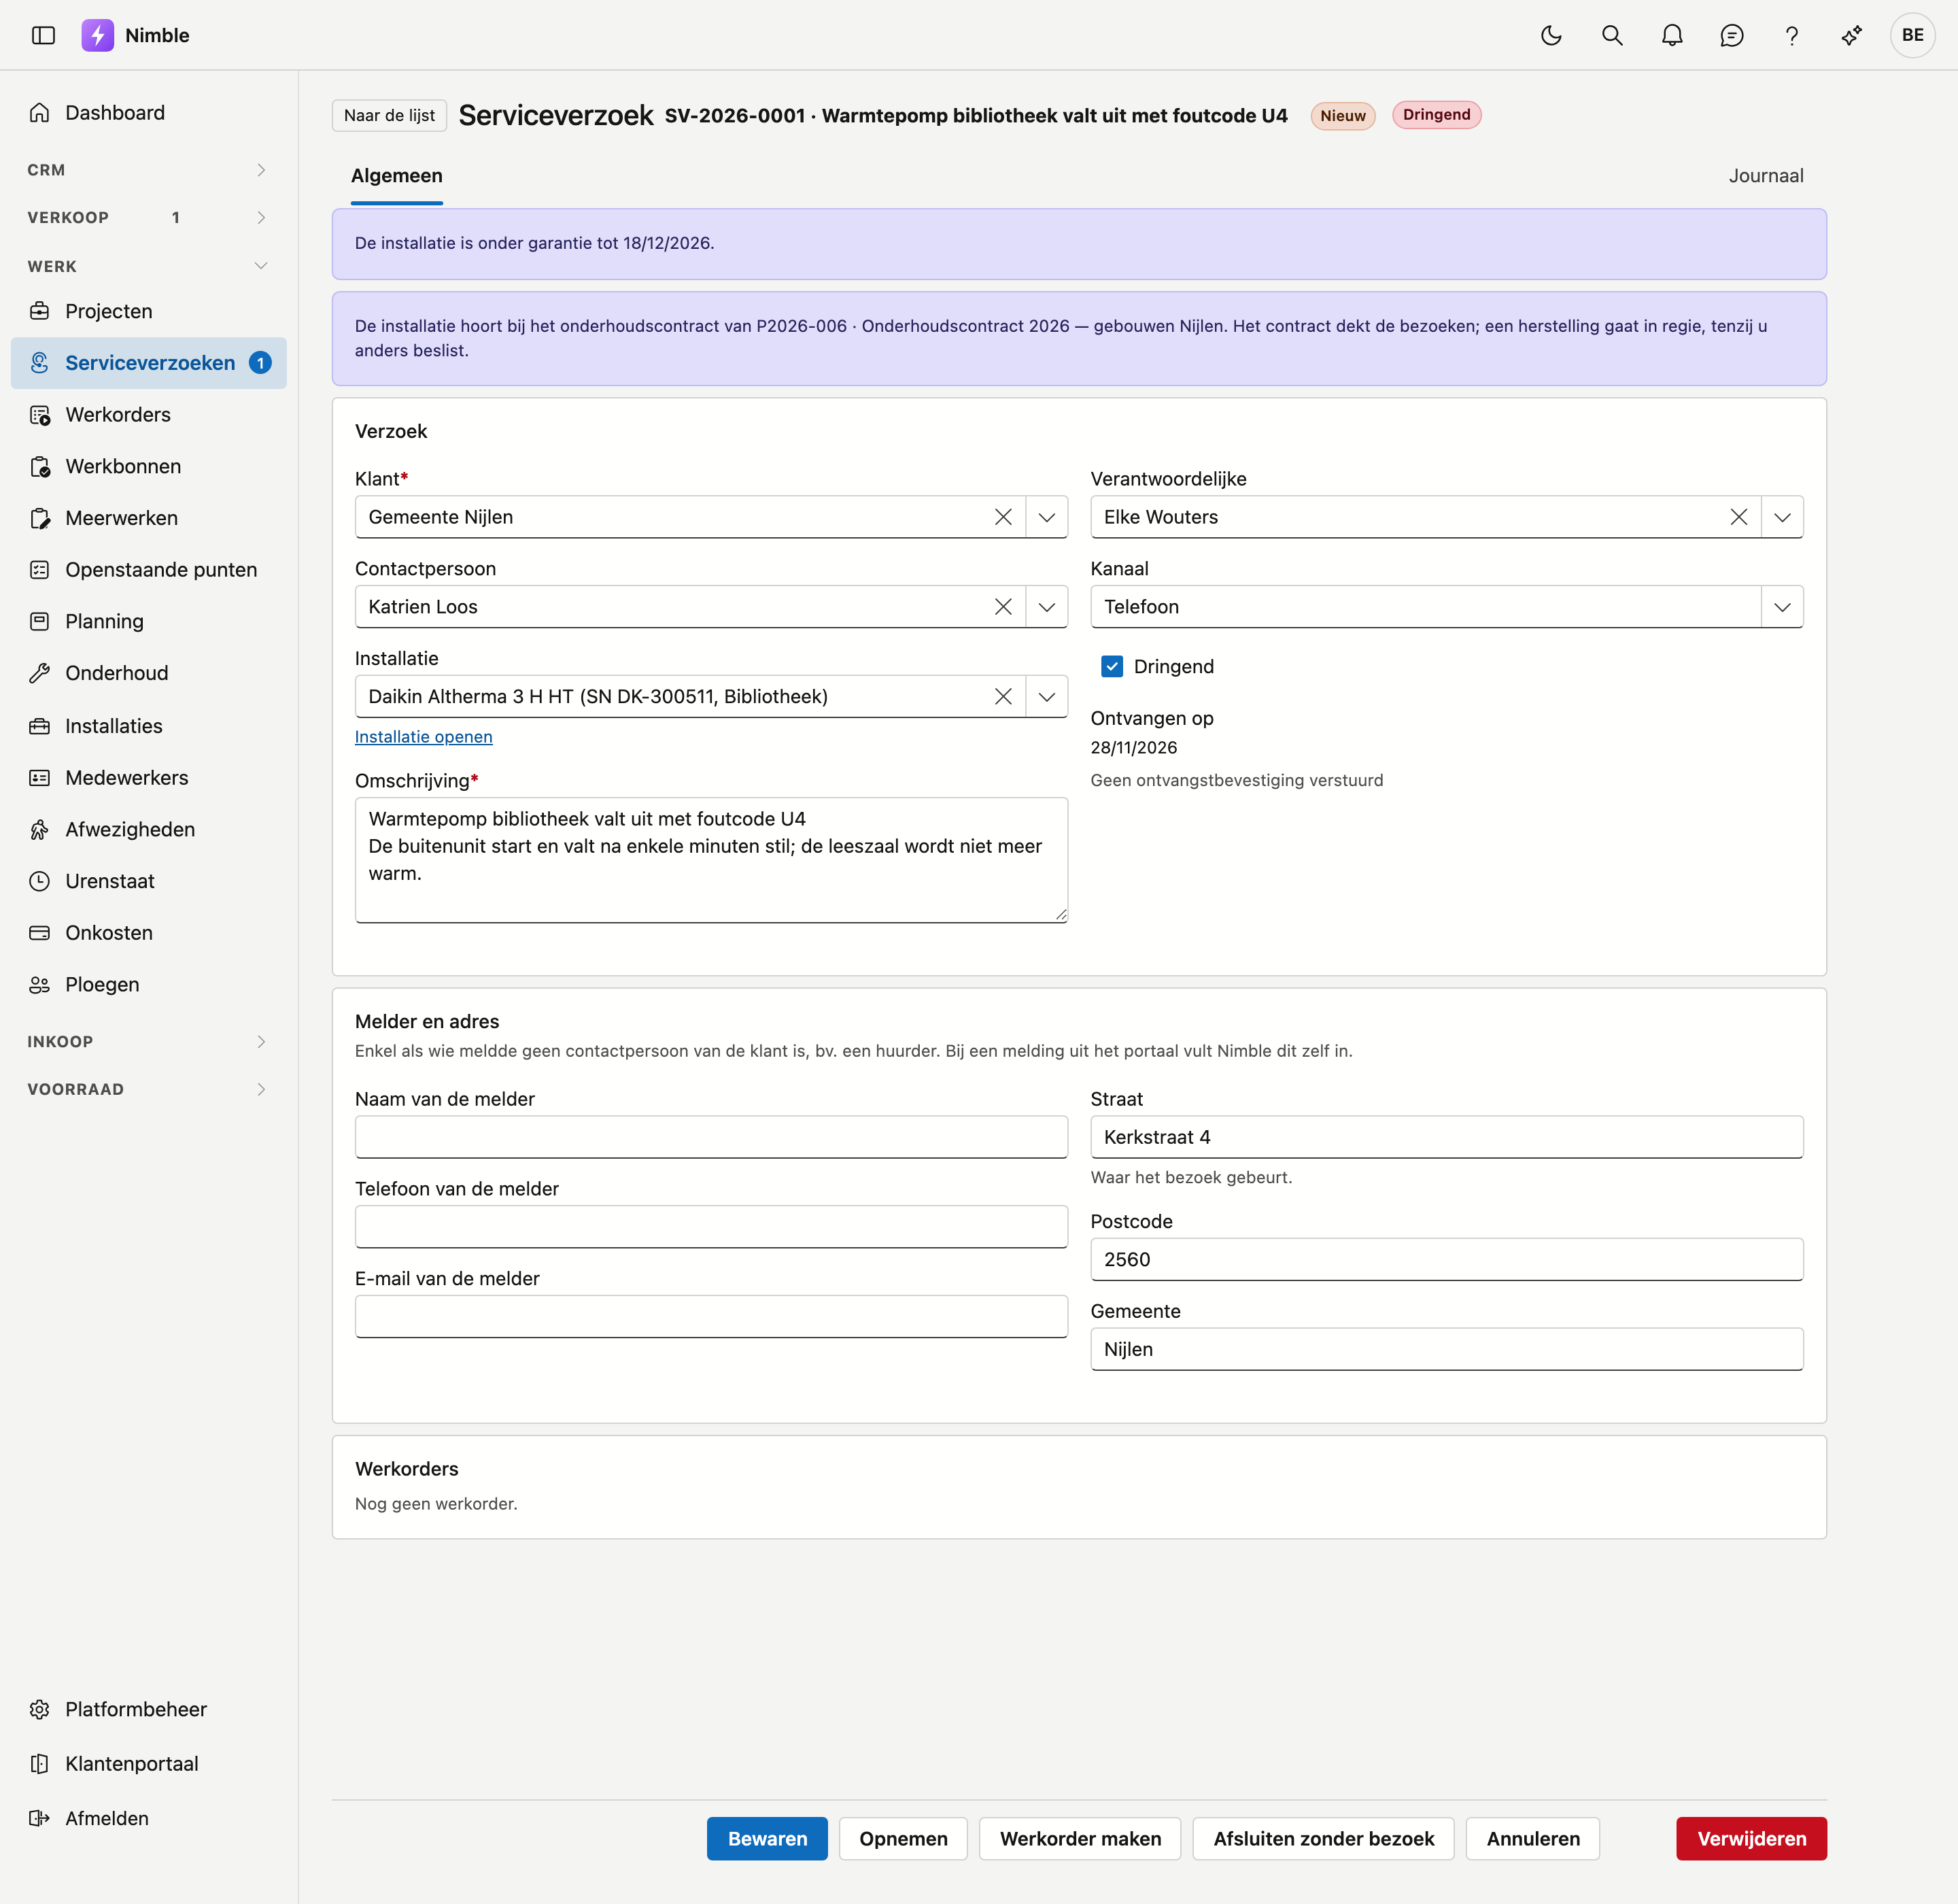 Nimble
BE
Dashboard
CRM
VERKOOP 1
WERK
Projecten
Serviceverzoeken 1
Werkorders
Werkbonnen
Meerwerken
Openstaande punten
Planning
Onderhoud
Installaties
Medewerkers
Afwezigheden
Urenstaat
Onkosten
Ploegen
INKOOP
VOORRAAD
Platformbeheer
Klantenportaal
Afmelden
Naar de lijst Serviceverzoek SV-2026-0001 · Warmtepomp bibliotheek valt uit met foutcode U4 Nieuw Dringend
Algemeen Journaal
De installatie is onder garantie tot 18/12/2026.
De installatie hoort bij het onderhoudscontract van P2026-006 · Onderhoudscontract 2026 — gebouwen Nijlen. Het contract dekt de bezoeken; een herstelling gaat in regie, tenzij u
anders beslist.
Verzoek
Klant*
Gemeente Nijlen
Contactpersoon
Katrien Loos
Installatie
Daikin Altherma 3 H HT (SN DK-300511, Bibliotheek)
Installatie openen
Omschrijving*
Warmtepomp bibliotheek valt uit met foutcode U4
De buitenunit start en valt na enkele minuten stil; de leeszaal wordt niet meer
warm.
Verantwoordelijke
Elke Wouters
Kanaal
Telefoon
Dringend
Ontvangen op
28/11/2026
Geen ontvangstbevestiging verstuurd
Melder en adres
Enkel als wie meldde geen contactpersoon van de klant is, bv. een huurder. Bij een melding uit het portaal vult Nimble dit zelf in.
Naam van de melder
Telefoon van de melder
E-mail van de melder
Straat
Kerkstraat 4
Waar het bezoek gebeurt.
Postcode
2560
Gemeente
Nijlen
Werkorders
Nog geen werkorder.
Bewaren Opnemen Werkorder maken Afsluiten zonder bezoek Annuleren Verwijderen